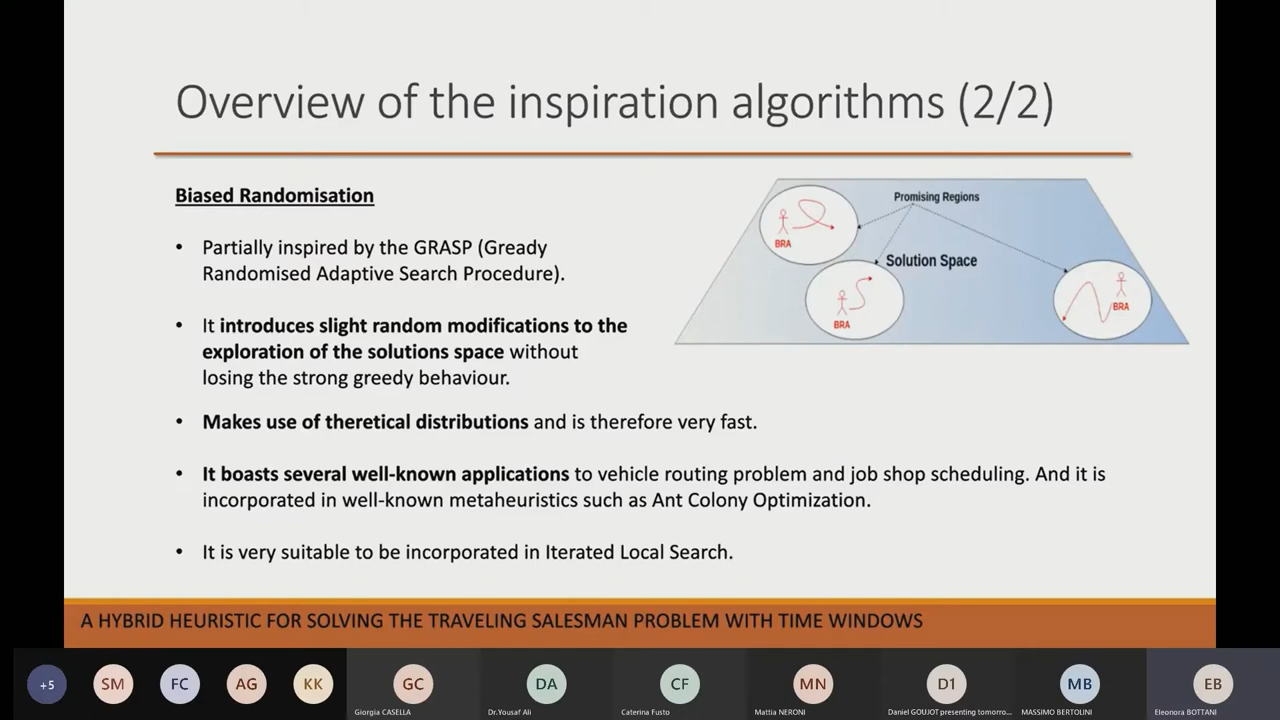 Overview of the inspiration algorithms (2/2)
Biased Randomisation
• Partially inspired by the GRASP (Gready
Randomised Adaptive Search Procedure).
• It introduces slight random modifications to the
exploration of the solutions space without
losing the strong greedy behaviour.
• Makes use of theretical distributions and is therefore very fast.
• It boasts several well-known applications to vehicle routing problem and job shop scheduling. And it is
incorporated in well-known metaheuristics such as Ant Colony Optimization.
• It is very suitable to be incorporated in Iterated Local Search.
Promising Regions
BRA
Solution Space
BRA
BRA
A HYBRID HEURISTIC FOR SOLVING THE TRAVELING SALESMAN PROBLEM WITH TIME WINDOWS
+5 SM FC AG KK GC DA CF MN D1 MB EB
Giorgia CASELLA Dr.Yousaf Ali Caterina Fusto Mattia NERONI Daniel GOUJOT presenting tomorro... MASSIMO BERTOLINI Eleonora BOTTANI